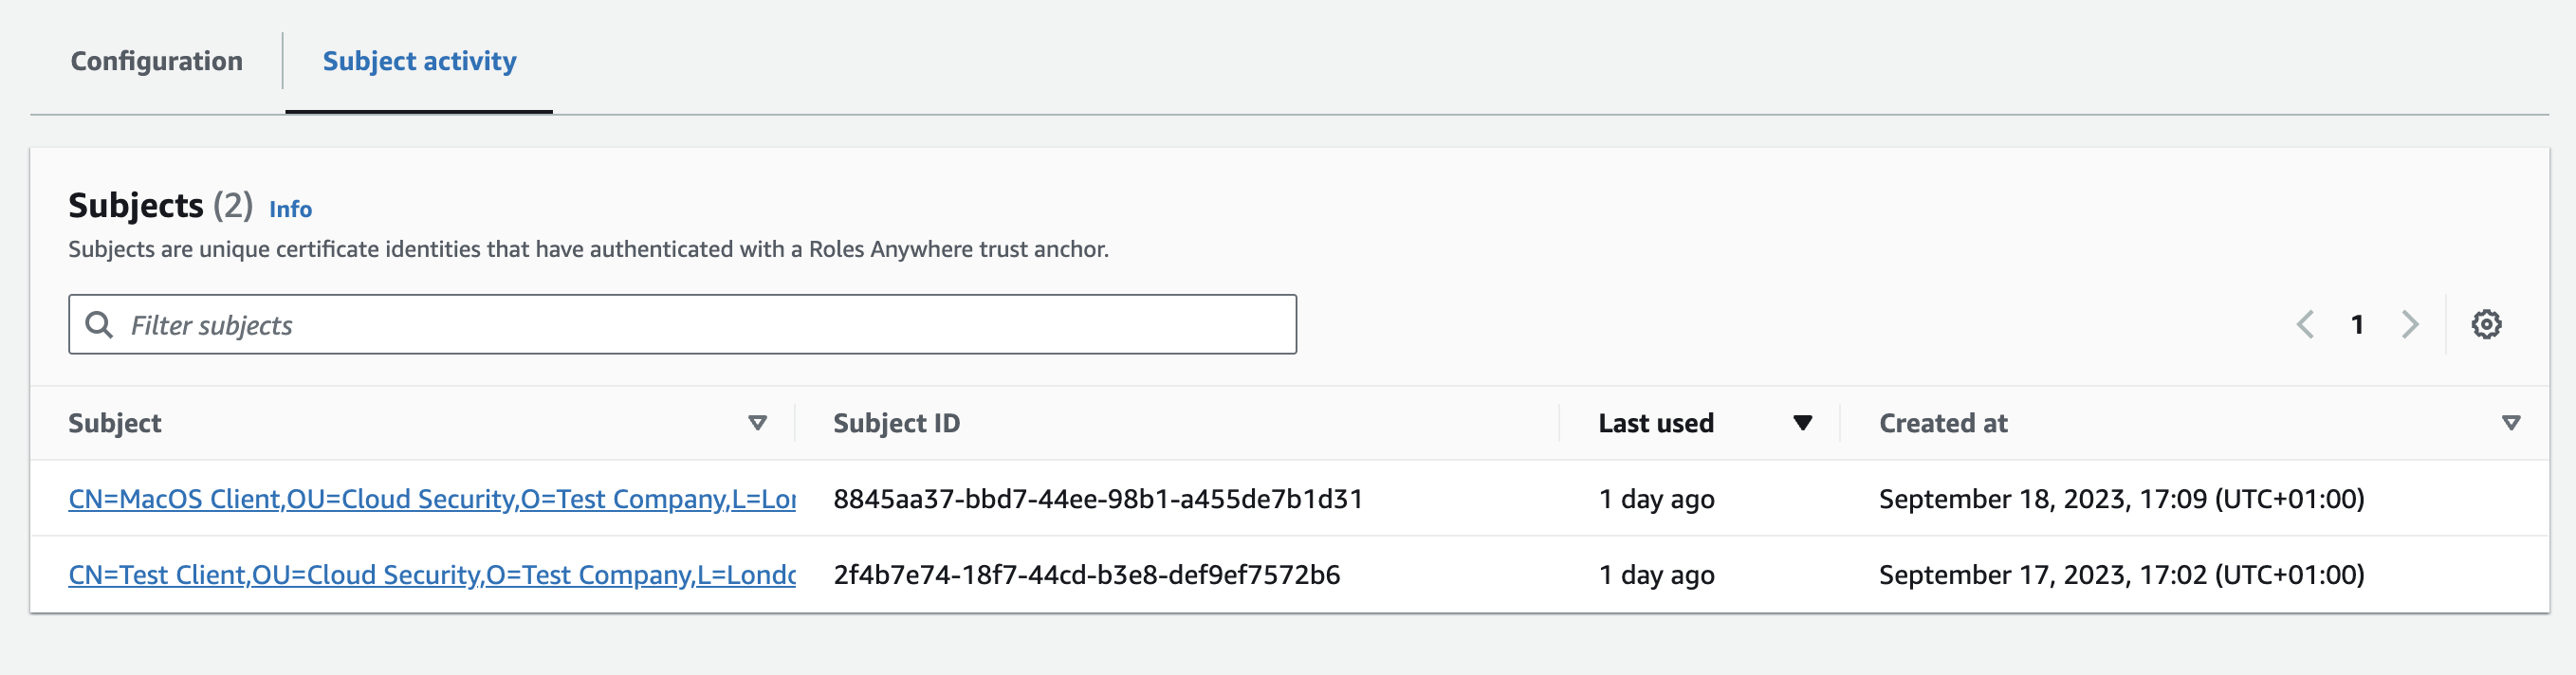 Configuration
Subject activity
Subjects (2) Info
Subjects are unique certificate identities that have authenticated with a Roles Anywhere trust anchor.
Filter subjects
1
Subject Subject ID Last used Created at
CN=MacOS Client,OU=Cloud Security,O=Test Company,L=Lon 8845aa37-bbd7-44ee-98b1-a455de7b1d31 1 day ago September 18, 2023, 17:09 (UTC+01:00)
CN=Test Client,OU=Cloud Security,O=Test Company,L=Londo 2f4b7e74-18f7-44cd-b3e8-def9ef7572b6 1 day ago September 17, 2023, 17:02 (UTC+01:00)